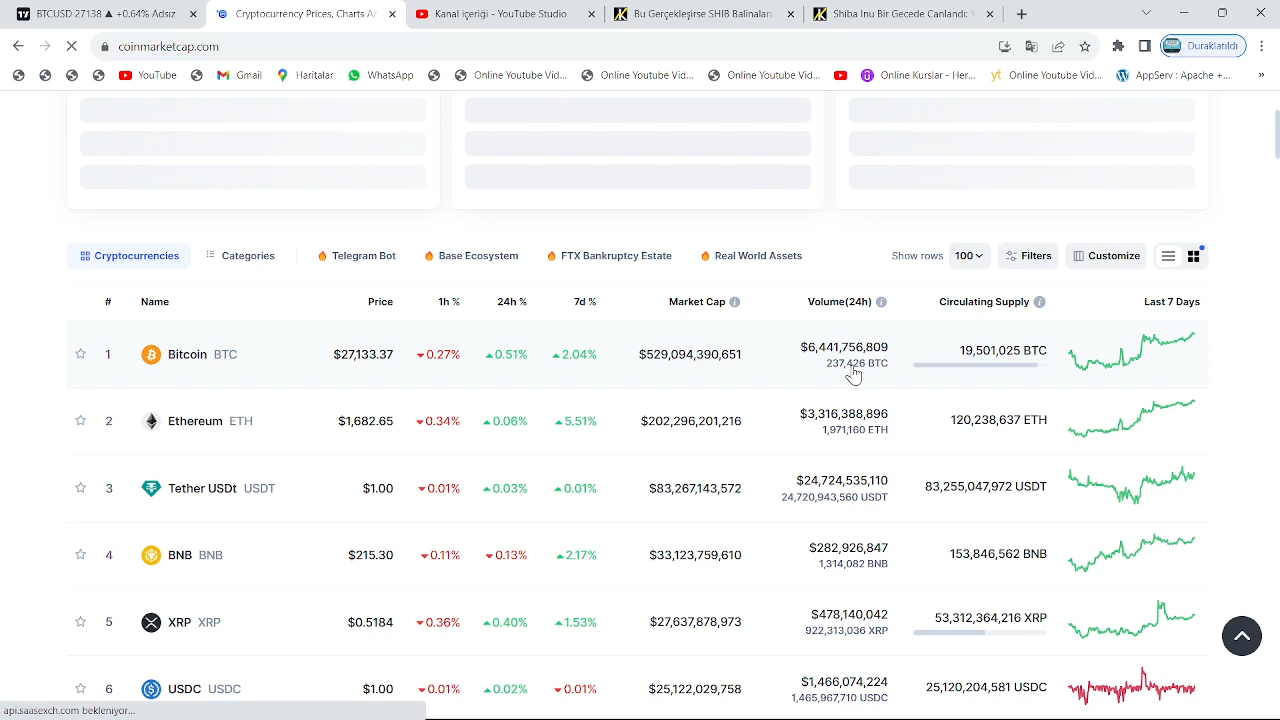 BTCUSD 27138 ▲ +0.64% Adsız
Cryptocurrency Prices, Charts An
Kanal içeriği - YouTube Studio
Bu Gerçekleşirse Shiba Balinaları
Shiba Inu Bir Gecede Canlandı: Y
coinmarketcap.com
Duraklatıldı
YouTube
Gmail
Haritalar
WhatsApp
Online Youtube Vid...
Online Youtube Vid...
Online Youtube Vid...
Online Kurslar - Her...
yt Online Youtube Vid...
AppServ : Apache +...
»
Cryptocurrencies
Categories
Telegram Bot
Base Ecosystem
FTX Bankruptcy Estate
Real World Assets
Show rows
100
Filters
Customize
# Name Price 1h % 24h % 7d % Market Cap Volume(24h) Circulating Supply Last 7 Days
1 Bitcoin BTC $27,133.37 0.27% 0.51% 2.04% $529,094,390,651 $6,441,756,809 19,501,025 BTC
237,426 BTC
2 Ethereum ETH $1,682.65 0.34% 0.06% 5.51% $202,296,201,216 $3,316,388,896 120,238,637 ETH
1,971,160 ETH
3 Tether USDt USDT $1.00 0.01% 0.03% 0.01% $83,267,143,572 $24,724,535,110 83,255,047,972 USDT
24,720,943,560 USDT
4 BNB BNB $215.30 0.11% 0.13% 2.17% $33,123,759,610 $282,926,847 153,846,562 BNB
1,314,082 BNB
5 XRP XRP $0.5184 0.36% 0.40% 1.53% $27,637,878,973 $478,140,042 53,312,364,216 XRP
922,313,036 XRP
6 USDC USDC $1.00 0.01% 0.02% 0.01% $25,122,029,758 $1,466,074,224 25,120,204,581 USDC
1,465,967,710 USDC
api.saasexch.com bekleniyor...